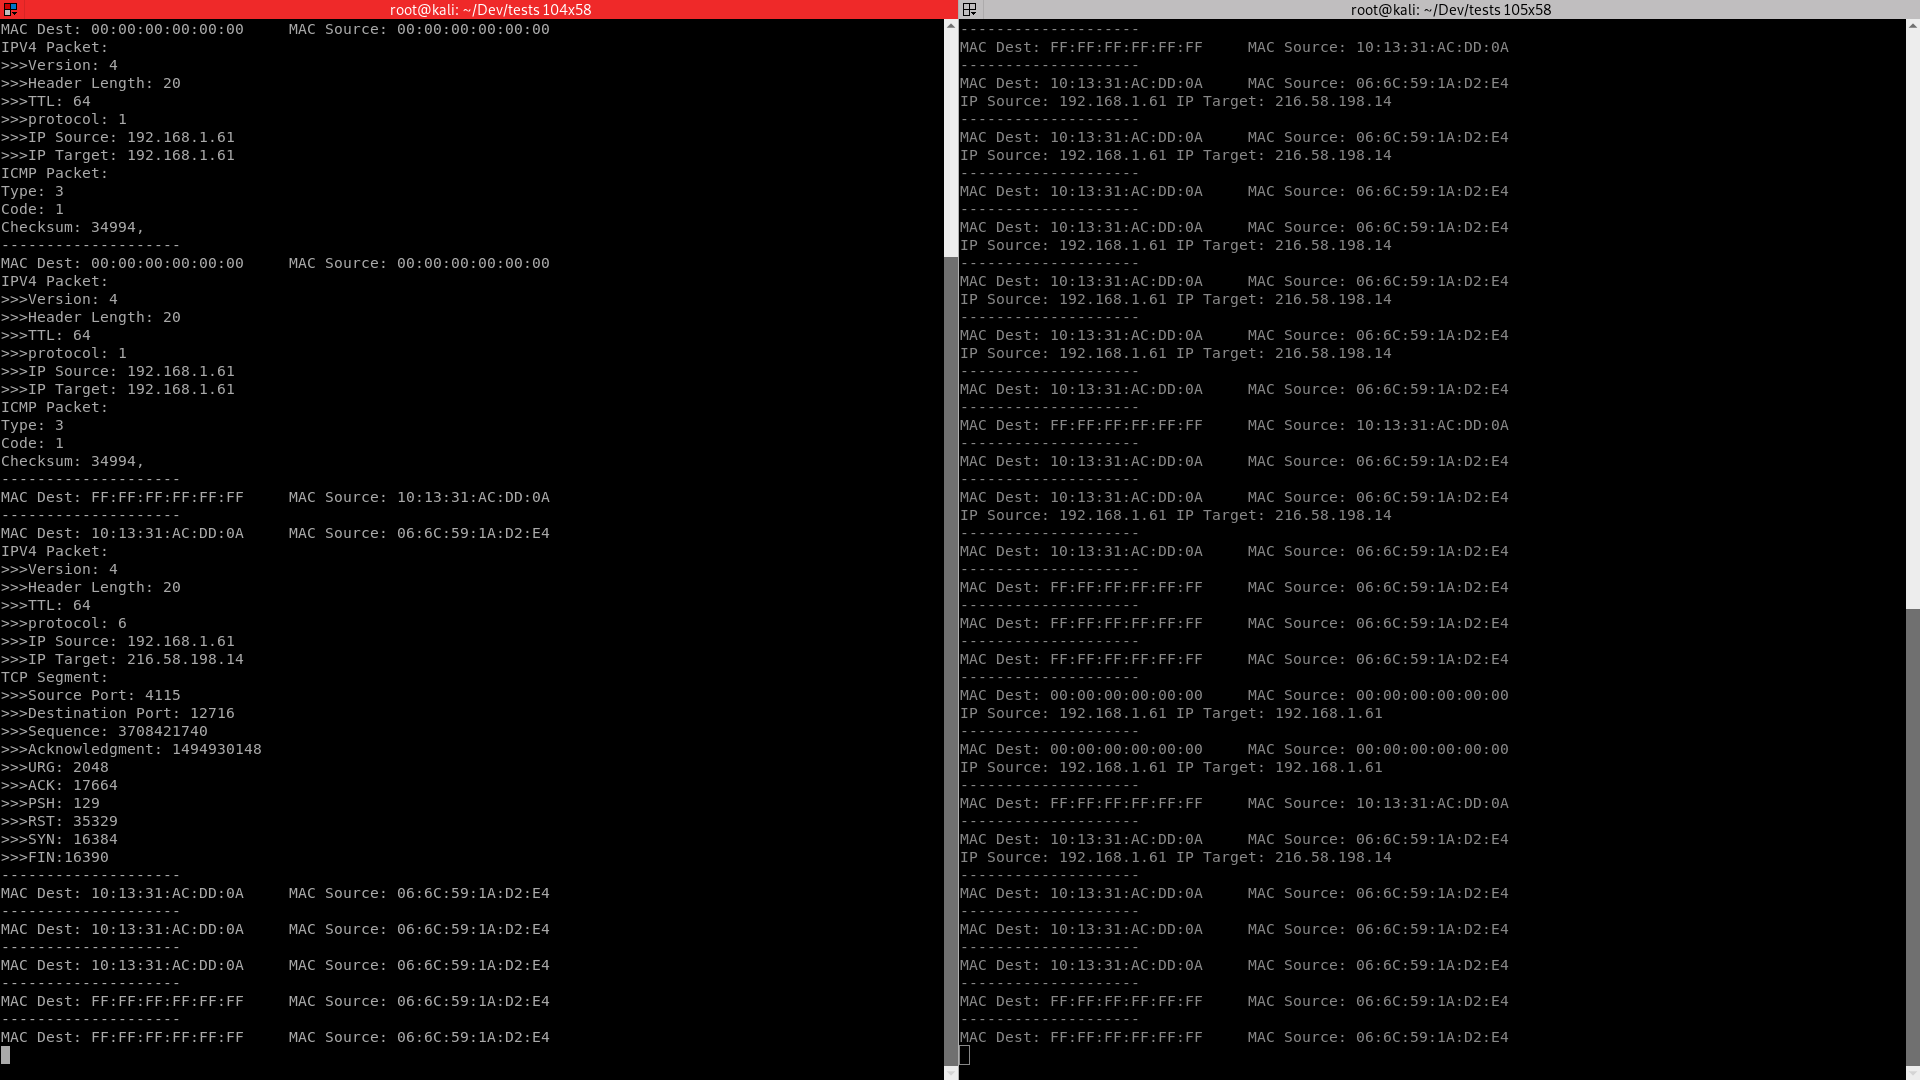 root@kali: ~/Dev/tests 104x58
MAC Dest: 00:00:00:00:00:00     MAC Source: 00:00:00:00:00:00
IPV4 Packet:
>>>Version: 4
>>>Header Length: 20
>>>TTL: 64
>>>protocol: 1
>>>IP Source: 192.168.1.61
>>>IP Target: 192.168.1.61
ICMP Packet:
Type: 3
Code: 1
Checksum: 34994,
--------------------
MAC Dest: 00:00:00:00:00:00     MAC Source: 00:00:00:00:00:00
IPV4 Packet:
>>>Version: 4
>>>Header Length: 20
>>>TTL: 64
>>>protocol: 1
>>>IP Source: 192.168.1.61
>>>IP Target: 192.168.1.61
ICMP Packet:
Type: 3
Code: 1
Checksum: 34994,
--------------------
MAC Dest: FF:FF:FF:FF:FF:FF     MAC Source: 10:13:31:AC:DD:0A
--------------------
MAC Dest: 10:13:31:AC:DD:0A     MAC Source: 06:6C:59:1A:D2:E4
IPV4 Packet:
>>>Version: 4
>>>Header Length: 20
>>>TTL: 64
>>>protocol: 6
>>>IP Source: 192.168.1.61
>>>IP Target: 216.58.198.14
TCP Segment:
>>>Source Port: 4115
>>>Destination Port: 12716
>>>Sequence: 3708421740
>>>Acknowledgment: 1494930148
>>>URG: 2048
>>>ACK: 17664
>>>PSH: 129
>>>RST: 35329
>>>SYN: 16384
>>>FIN:16390
--------------------
MAC Dest: 10:13:31:AC:DD:0A     MAC Source: 06:6C:59:1A:D2:E4
--------------------
MAC Dest: 10:13:31:AC:DD:0A     MAC Source: 06:6C:59:1A:D2:E4
--------------------
MAC Dest: 10:13:31:AC:DD:0A     MAC Source: 06:6C:59:1A:D2:E4
--------------------
MAC Dest: FF:FF:FF:FF:FF:FF     MAC Source: 06:6C:59:1A:D2:E4
--------------------
MAC Dest: FF:FF:FF:FF:FF:FF     MAC Source: 06:6C:59:1A:D2:E4
root@kali: ~/Dev/tests 105x58
--------------------
MAC Dest: FF:FF:FF:FF:FF:FF     MAC Source: 10:13:31:AC:DD:0A
--------------------
MAC Dest: 10:13:31:AC:DD:0A     MAC Source: 06:6C:59:1A:D2:E4
IP Source: 192.168.1.61 IP Target: 216.58.198.14
--------------------
MAC Dest: 10:13:31:AC:DD:0A     MAC Source: 06:6C:59:1A:D2:E4
IP Source: 192.168.1.61 IP Target: 216.58.198.14
--------------------
MAC Dest: 10:13:31:AC:DD:0A     MAC Source: 06:6C:59:1A:D2:E4
--------------------
MAC Dest: 10:13:31:AC:DD:0A     MAC Source: 06:6C:59:1A:D2:E4
IP Source: 192.168.1.61 IP Target: 216.58.198.14
--------------------
MAC Dest: 10:13:31:AC:DD:0A     MAC Source: 06:6C:59:1A:D2:E4
IP Source: 192.168.1.61 IP Target: 216.58.198.14
--------------------
MAC Dest: 10:13:31:AC:DD:0A     MAC Source: 06:6C:59:1A:D2:E4
IP Source: 192.168.1.61 IP Target: 216.58.198.14
--------------------
MAC Dest: 10:13:31:AC:DD:0A     MAC Source: 06:6C:59:1A:D2:E4
--------------------
MAC Dest: FF:FF:FF:FF:FF:FF     MAC Source: 10:13:31:AC:DD:0A
--------------------
MAC Dest: 10:13:31:AC:DD:0A     MAC Source: 06:6C:59:1A:D2:E4
--------------------
MAC Dest: 10:13:31:AC:DD:0A     MAC Source: 06:6C:59:1A:D2:E4
IP Source: 192.168.1.61 IP Target: 216.58.198.14
--------------------
MAC Dest: 10:13:31:AC:DD:0A     MAC Source: 06:6C:59:1A:D2:E4
--------------------
MAC Dest: FF:FF:FF:FF:FF:FF     MAC Source: 06:6C:59:1A:D2:E4
--------------------
MAC Dest: FF:FF:FF:FF:FF:FF     MAC Source: 06:6C:59:1A:D2:E4
--------------------
MAC Dest: FF:FF:FF:FF:FF:FF     MAC Source: 06:6C:59:1A:D2:E4
--------------------
MAC Dest: 00:00:00:00:00:00     MAC Source: 00:00:00:00:00:00
IP Source: 192.168.1.61 IP Target: 192.168.1.61
--------------------
MAC Dest: 00:00:00:00:00:00     MAC Source: 00:00:00:00:00:00
IP Source: 192.168.1.61 IP Target: 192.168.1.61
--------------------
MAC Dest: FF:FF:FF:FF:FF:FF     MAC Source: 10:13:31:AC:DD:0A
--------------------
MAC Dest: 10:13:31:AC:DD:0A     MAC Source: 06:6C:59:1A:D2:E4
IP Source: 192.168.1.61 IP Target: 216.58.198.14
--------------------
MAC Dest: 10:13:31:AC:DD:0A     MAC Source: 06:6C:59:1A:D2:E4
--------------------
MAC Dest: 10:13:31:AC:DD:0A     MAC Source: 06:6C:59:1A:D2:E4
--------------------
MAC Dest: 10:13:31:AC:DD:0A     MAC Source: 06:6C:59:1A:D2:E4
--------------------
MAC Dest: FF:FF:FF:FF:FF:FF     MAC Source: 06:6C:59:1A:D2:E4
--------------------
MAC Dest: FF:FF:FF:FF:FF:FF     MAC Source: 06:6C:59:1A:D2:E4